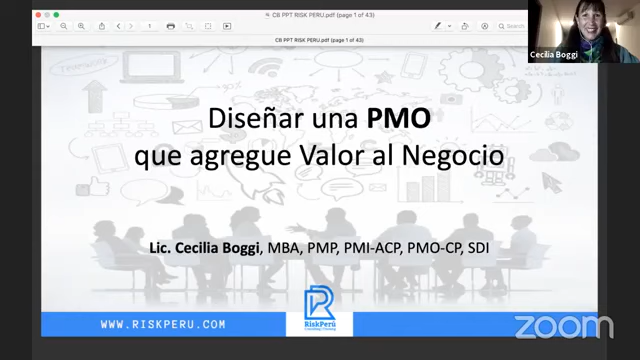 CB PPT RISK PERU.pdf (page 1 of 43)
Search
CB PPT RISK PERU.pdf (page 1 of 43)
Cecilia Boggi
Diseñar una PMO
que agregue Valor al Negocio
Lic. Cecilia Boggi, MBA, PMP, PMI-ACP, PMO-CP, SDI
RiskPerú
WWW.RISKPERU.COM
zoom